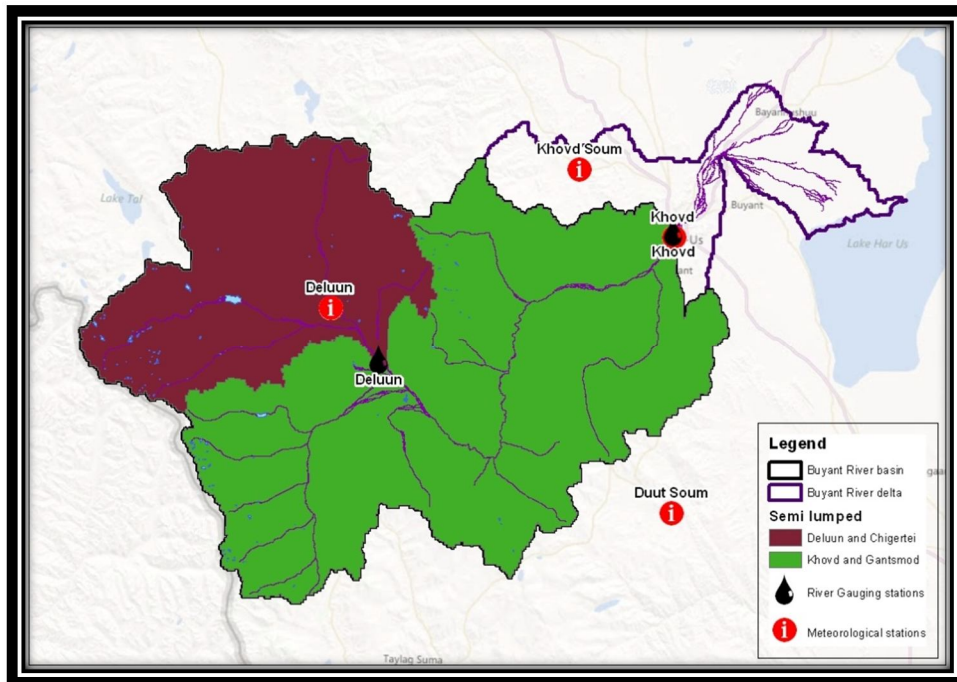 Bayan
shuu
Khovd Soum
Lake Tal
Khovd
Buyant
Us
Khovd
ant
Lake Har Us
Deluun
Deluun
Legend
Buyant River basin
Buyant River delta
Duut Soum
Semi lumped
Deluun and Chigertei
Khovd and Gantsmod
River Gauging stations
Meteorological stations
Taylag Suma